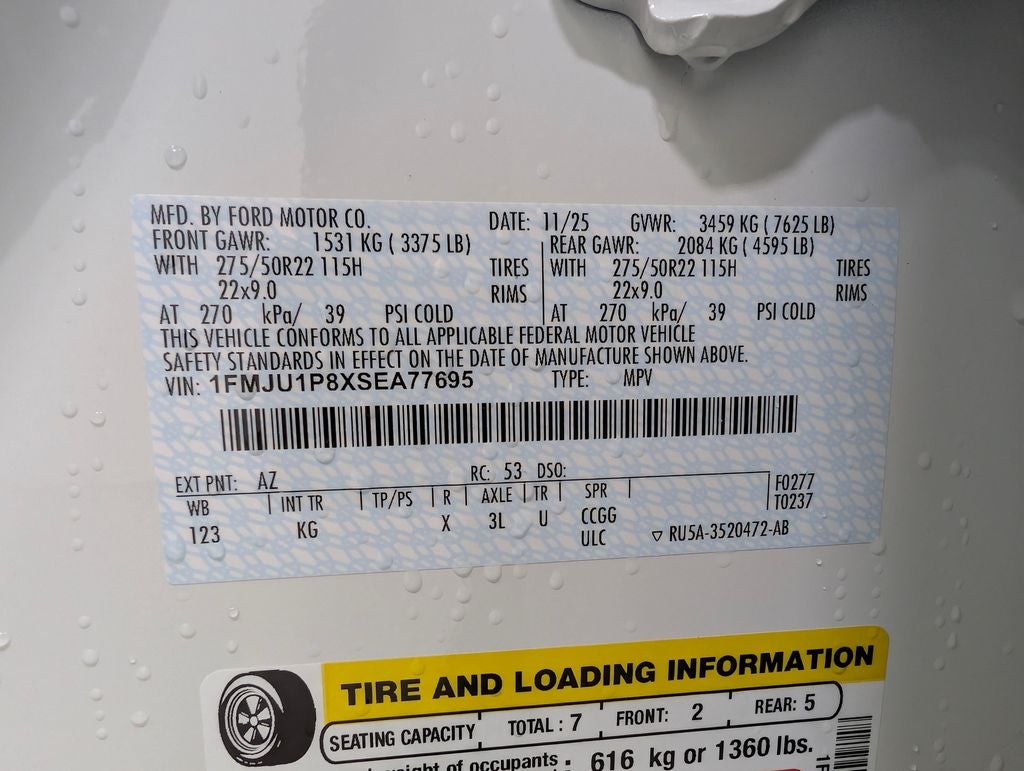 MFD. BY FORD MOTOR CO. DATE: 11/25 GVWR: 3459 KG ( 7625 LB)
FRONT GAWR: 1531 KG ( 3375 LB) REAR GAWR: 2084 KG ( 4595 LB)
WITH 275/50R22 115H TIRES WITH 275/50R22 115H TIRES
22x9.0 RIMS 22x9.0 RIMS
AT 270 kPa/ 39 PSI COLD AT 270 kPa/ 39 PSI COLD
THIS VEHICLE CONFORMS TO ALL APPLICABLE FEDERAL MOTOR VEHICLE
SAFETY STANDARDS IN EFFECT ON THE DATE OF MANUFACTURE SHOWN ABOVE.
VIN: 1FMJU1P8XSEA77695 TYPE: MPV
EXT PNT: AZ RC: 53 DSO:
WB INT TR TP/PS R AXLE TR SPR F0277
T0237
123 KG X 3L U CCGG
ULC ▽ RU5A-3520472-AB
TIRE AND LOADING INFORMATION
SEATING CAPACITY TOTAL : 7 FRONT: 2 REAR: 5
of occupants 616 kg or 1360 lbs.